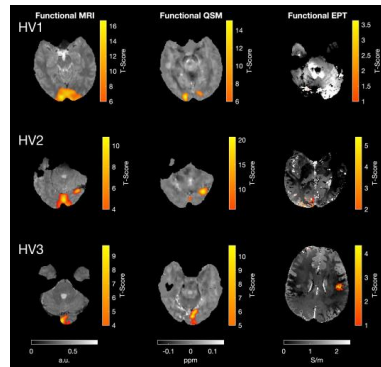 Functional MRI Functional QSM Functional EPT
HV1
16
14
12
10
8
6
T-Score
14
12
10
8
6
T-Score
3.5
3
2.5
2
1.5
1
T-Score
HV2
10
8
6
4
T-Score
20
15
10
T-Score
5
4
3
2
T-Score
HV3
9
8
7
6
5
4
T-Score
10
9
8
7
6
5
T-Score
4
3
2
1
T-Score
0 0.5
a.u.
-0.1 0 0.1
ppm
0 1 2
S/m